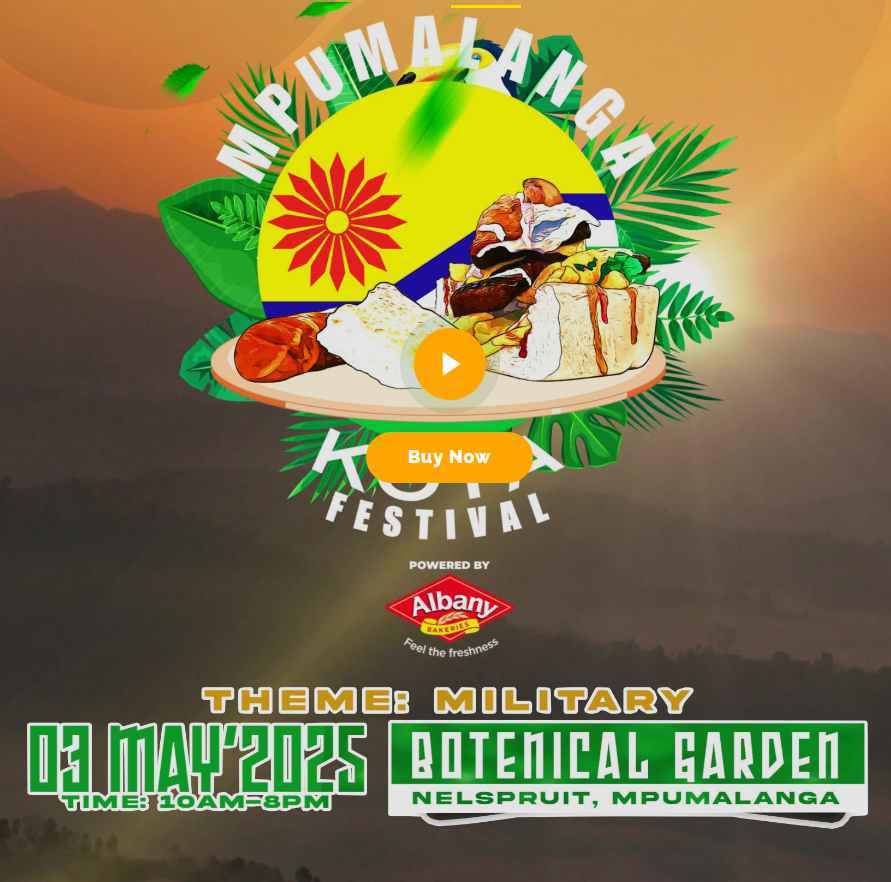 MPUMALANGA
Buy Now
KOTA
FESTIVAL
POWERED BY
Albany
BAKERIES
Feel the freshness
THEME: MILITARY
03 MAY'2025
TIME: 10AM-8PM
BOTENICAL GARDEN
NELSPRUIT, MPUMALANGA